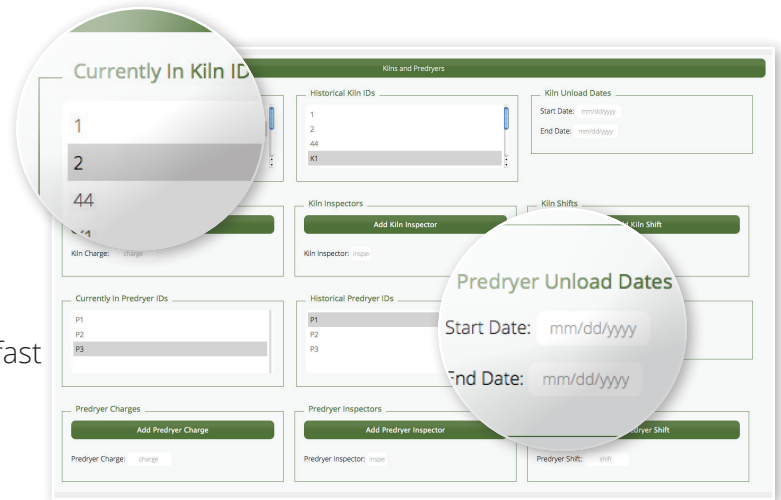 Kilns and Predryers
Currently In Kiln ID
1
2
44
Historical Kiln IDs
1
2
44
K1
Kiln Unload Dates
Start Date: mm/dd/yyyy
End Date: mm/dd/yyyy
Kiln Charge: charge
Kiln Inspectors
Add Kiln Inspector
Kiln Inspector: inspe
Kiln Shifts
Kiln Shift
Currently In Predryer IDs
P1
P2
P3
Historical Predryer IDs
P1
P2
P3
Predryer Unload Dates
Start Date: mm/dd/yyyy
End Date: mm/dd/yyyy
fast
Predryer Charges
Add Predryer Charge
Predryer Charge: charge
Predryer Inspectors
Add Predryer Inspector
Predryer Inspector: inspe
Shift
Predryer Shift: shift